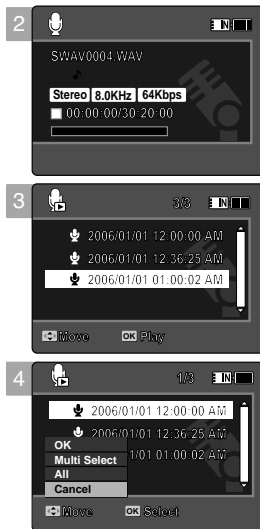 2
IN
SWAV0004.WAV
Stereo 8.0KHz 64Kbps
00:00:00/30:20:00
3
3/3 IN
2006/01/01 12:00:00 AM
2006/01/01 12:36:25 AM
2006/01/01 01:00:02 AM
Move OK Play
4
1/3 IN
2006/01/01 12:00:00 AM
2006/01/01 12:36:25 AM
1/01 01:00:02 AM
OK
Multi Select
All
Cancel
Move OK Select